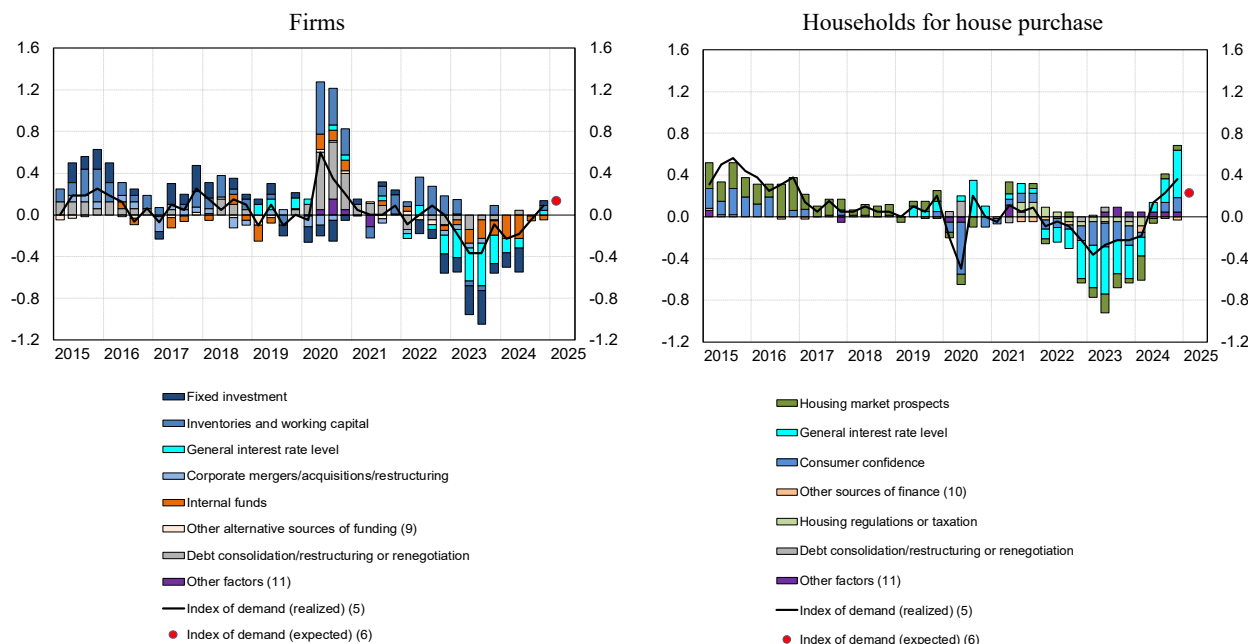 Firms
1.6
1.2
0.8
0.4
0.0
-0.4
-0.8
-1.2
1.6
1.2
0.8
0.4
0.0
-0.4
-0.8
-1.2
2015 2016 2017 2018 2019 2020 2021 2022 2023 2024 2025
Fixed investment
Inventories and working capital
General interest rate level
Corporate mergers/acquisitions/restructuring
Internal funds
Other alternative sources of funding (9)
Debt consolidation/restructuring or renegotiation
Other factors (11)
Index of demand (realized) (5)
Index of demand (expected) (6)
Households for house purchase
1.6
1.2
0.8
0.4
0.0
-0.4
-0.8
-1.2
1.6
1.2
0.8
0.4
0.0
-0.4
-0.8
-1.2
2015 2016 2017 2018 2019 2020 2021 2022 2023 2024 2025
Housing market prospects
General interest rate level
Consumer confidence
Other sources of finance (10)
Housing regulations or taxation
Debt consolidation/restructuring or renegotiation
Other factors (11)
Index of demand (realized) (5)
Index of demand (expected) (6)